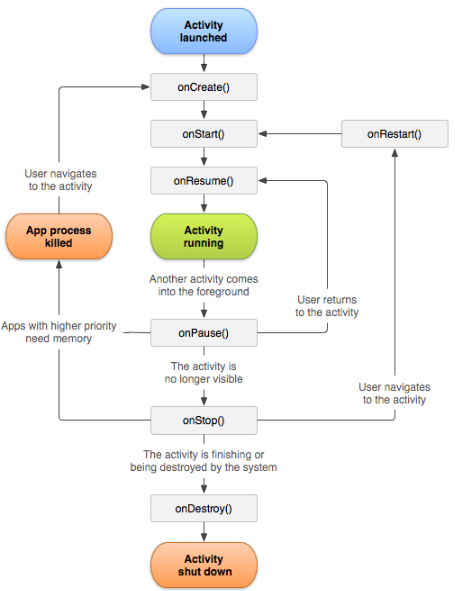 Activity
launched
onCreate()
onStart()
onRestart()
User navigates
to the activity
onResume()
App process
killed
Activity
running
Another activity comes
into the foreground
User returns
to the activity
Apps with higher priority
need memory
onPause()
The activity is
no longer visible
User navigates
to the activity
onStop()
The activity is finishing or
being destroyed by the system
onDestroy()
Activity
shut down